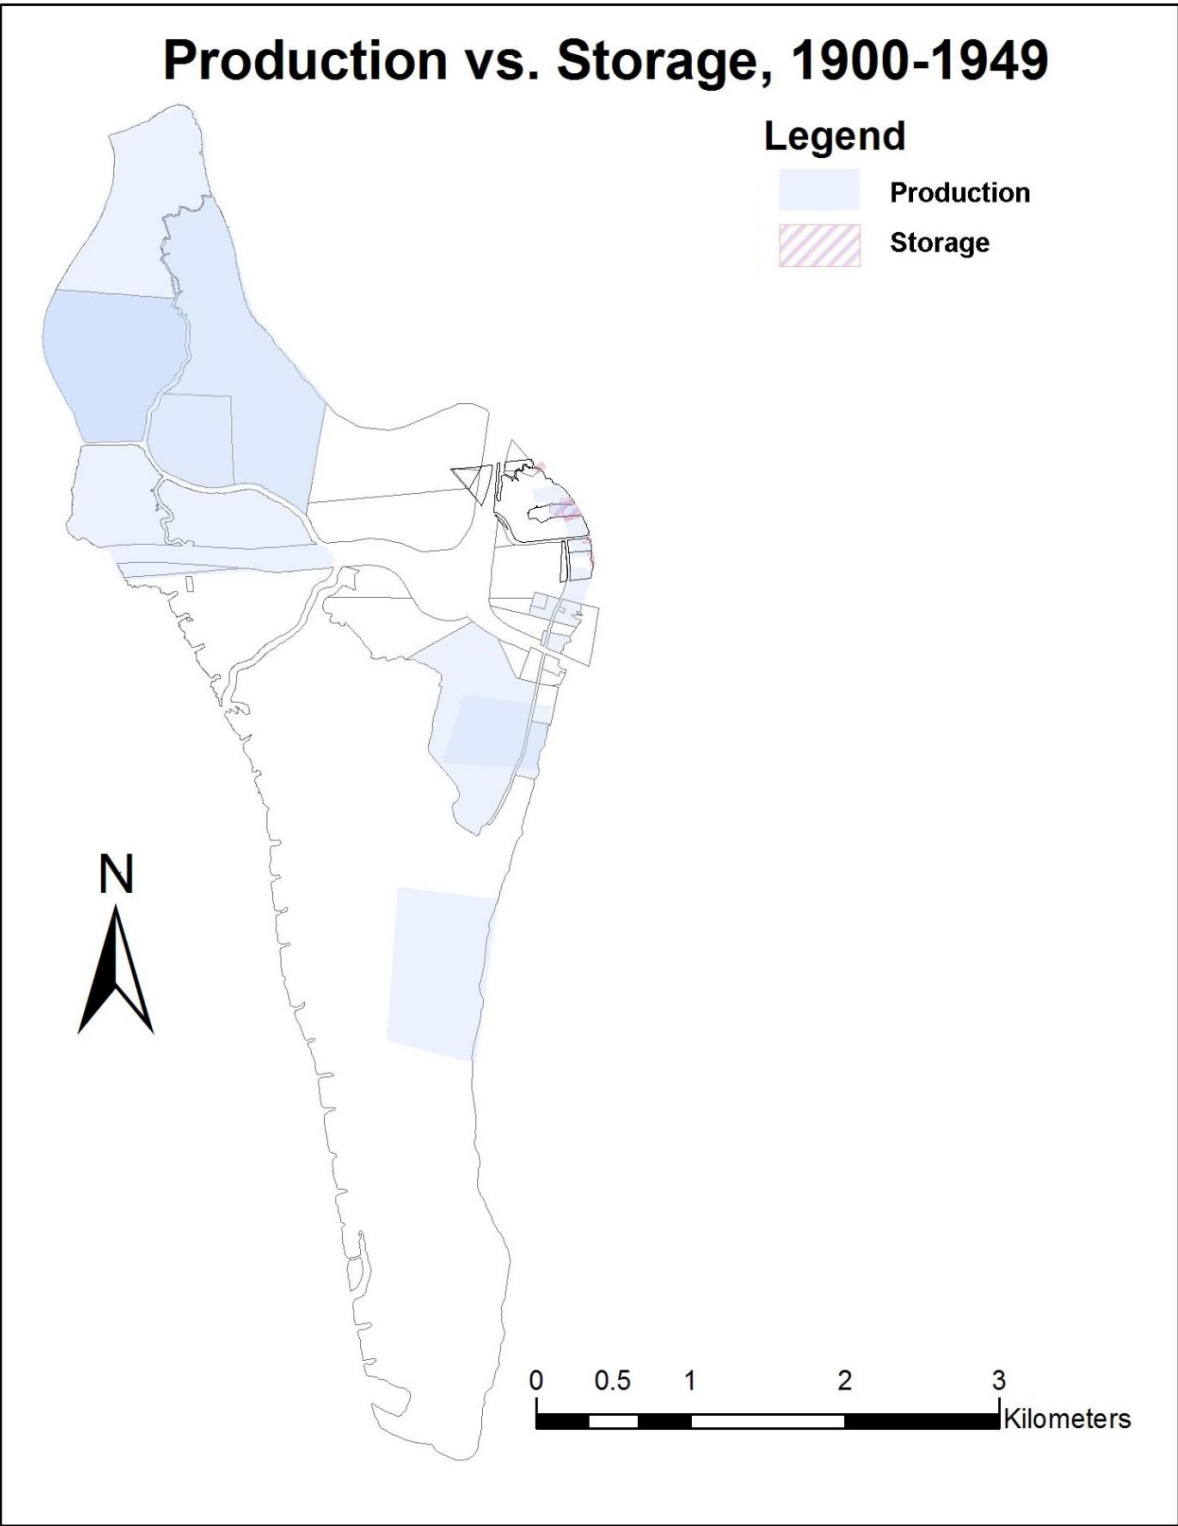 Production vs. Storage, 1900-1949
Legend
Production
Storage
N
0 0.5 1 2 3
Kilometers